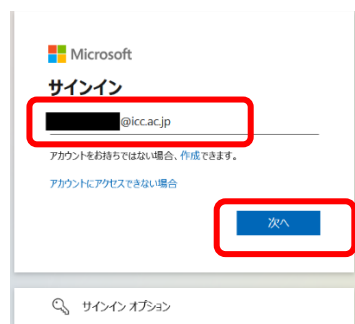 Microsoft
サインイン
@icc.ac.jp
アカウントをお持ちではない場合、作成できます。
アカウントにアクセスできない場合
次へ
サインイン オプション